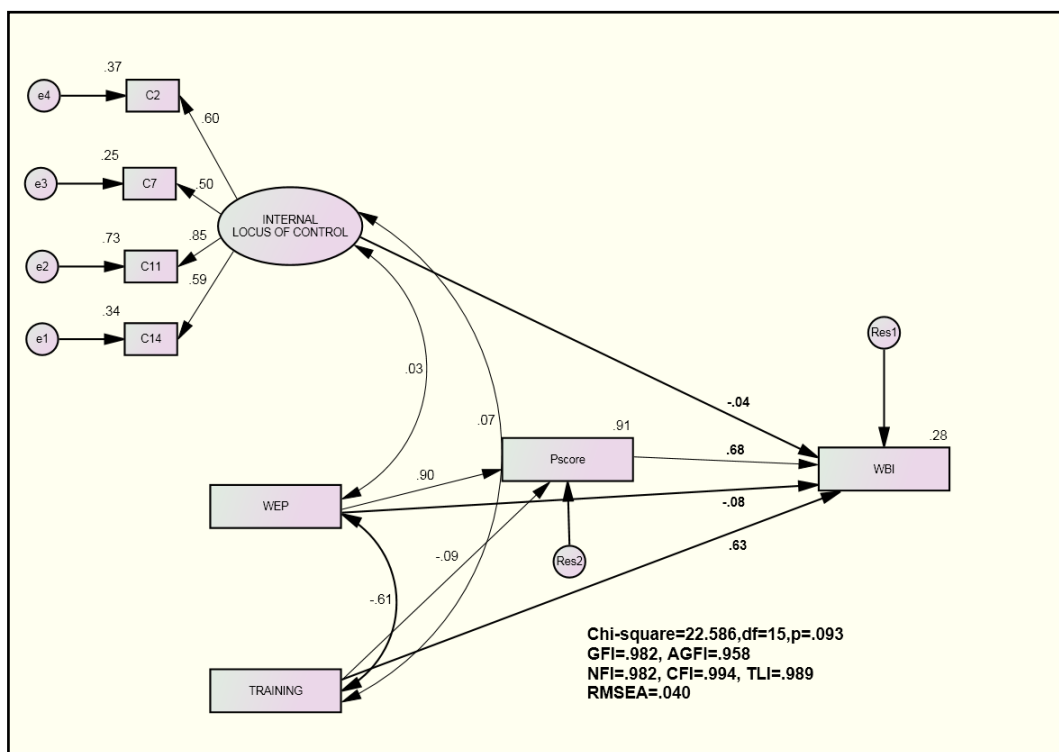 .37
e4
C2
.60
.25
e3
C7
.50
INTERNAL
LOCUS OF CONTROL
.73
.85
e2
C11
.59
.34
e1
C14
Res1
.03
-.04
.07
.91
.28
Pscore
.68
WBI
.90
WEP
-.08
.63
-.09
Res2
-.61
Chi-square=22.586,df=15,p=.093
GFI=.982, AGFI=.958
NFI=.982, CFI=.994, TLI=.989
RMSEA=.040
TRAINING